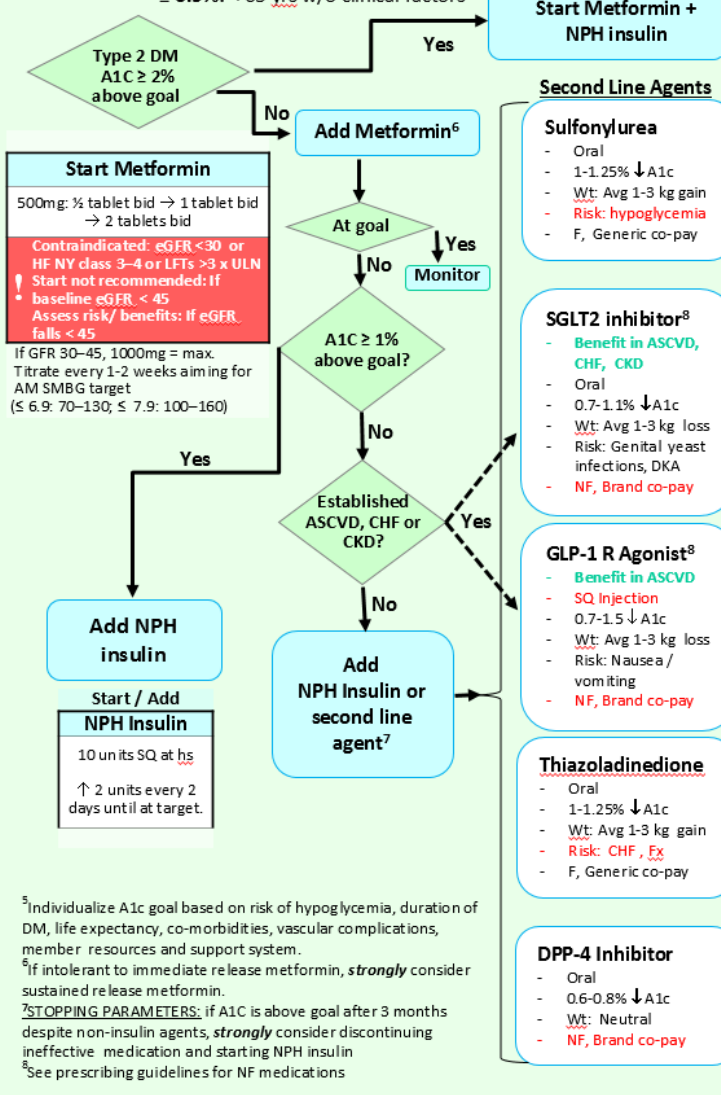 ≤ 8.5%: > 65 yrs w/o clinical factors
Start Metformin +
NPH insulin
Type 2 DM
A1C ≥ 2%
above goal
Yes
No
Add Metformin⁶
Second Line Agents
Start Metformin
500mg: ½ tablet bid → 1 tablet bid
→ 2 tablets bid
Contraindicated: eGFR <30 or
HF NY class 3–4 or LFTs >3 x ULN
! Start not recommended: If
baseline eGFR < 45
Assess risk/ benefits: If eGFR
falls < 45
If GFR 30–45, 1000mg = max.
Titrate every 1-2 weeks aiming for
AM SMBG target
(≤ 6.9: 70–130; ≤ 7.9: 100–160)
At goal
Yes
Monitor
No
A1C ≥ 1%
above goal?
Yes
No
Established
ASCVD, CHF or
CKD?
Yes
No
Add NPH
insulin
Start / Add
NPH Insulin
10 units SQ at hs
↑ 2 units every 2
days until at target.
Add
NPH Insulin or
second line
agent⁷
Sulfonylurea
- Oral
- 1-1.25% ↓A1c
- Wt: Avg 1-3 kg gain
- Risk: hypoglycemia
- F, Generic co-pay
SGLT2 inhibitor⁸
- Benefit in ASCVD,
CHF, CKD
- Oral
- 0.7-1.1% ↓A1c
- Wt: Avg 1-3 kg loss
- Risk: Genital yeast
infections, DKA
- NF, Brand co-pay
GLP-1 R Agonist⁸
- Benefit in ASCVD
- SQ Injection
- 0.7-1.5 ↓ A1c
- Wt: Avg 1-3 kg loss
- Risk: Nausea /
vomiting
- NF, Brand co-pay
Thiazoladinedione
- Oral
- 1-1.25% ↓A1c
- Wt: Avg 1-3 kg gain
- Risk: CHF , Fx
- F, Generic co-pay
DPP-4 Inhibitor
- Oral
- 0.6-0.8% ↓A1c
- Wt: Neutral
- NF, Brand co-pay
⁵Individualize A1c goal based on risk of hypoglycemia, duration of
DM, life expectancy, co-morbidities, vascular complications,
member resources and support system.
⁶If intolerant to immediate release metformin, strongly consider
sustained release metformin.
⁷STOPPING PARAMETERS: if A1C is above goal after 3 months
despite non-insulin agents, strongly consider discontinuing
ineffective medication and starting NPH insulin
⁸See prescribing guidelines for NF medications